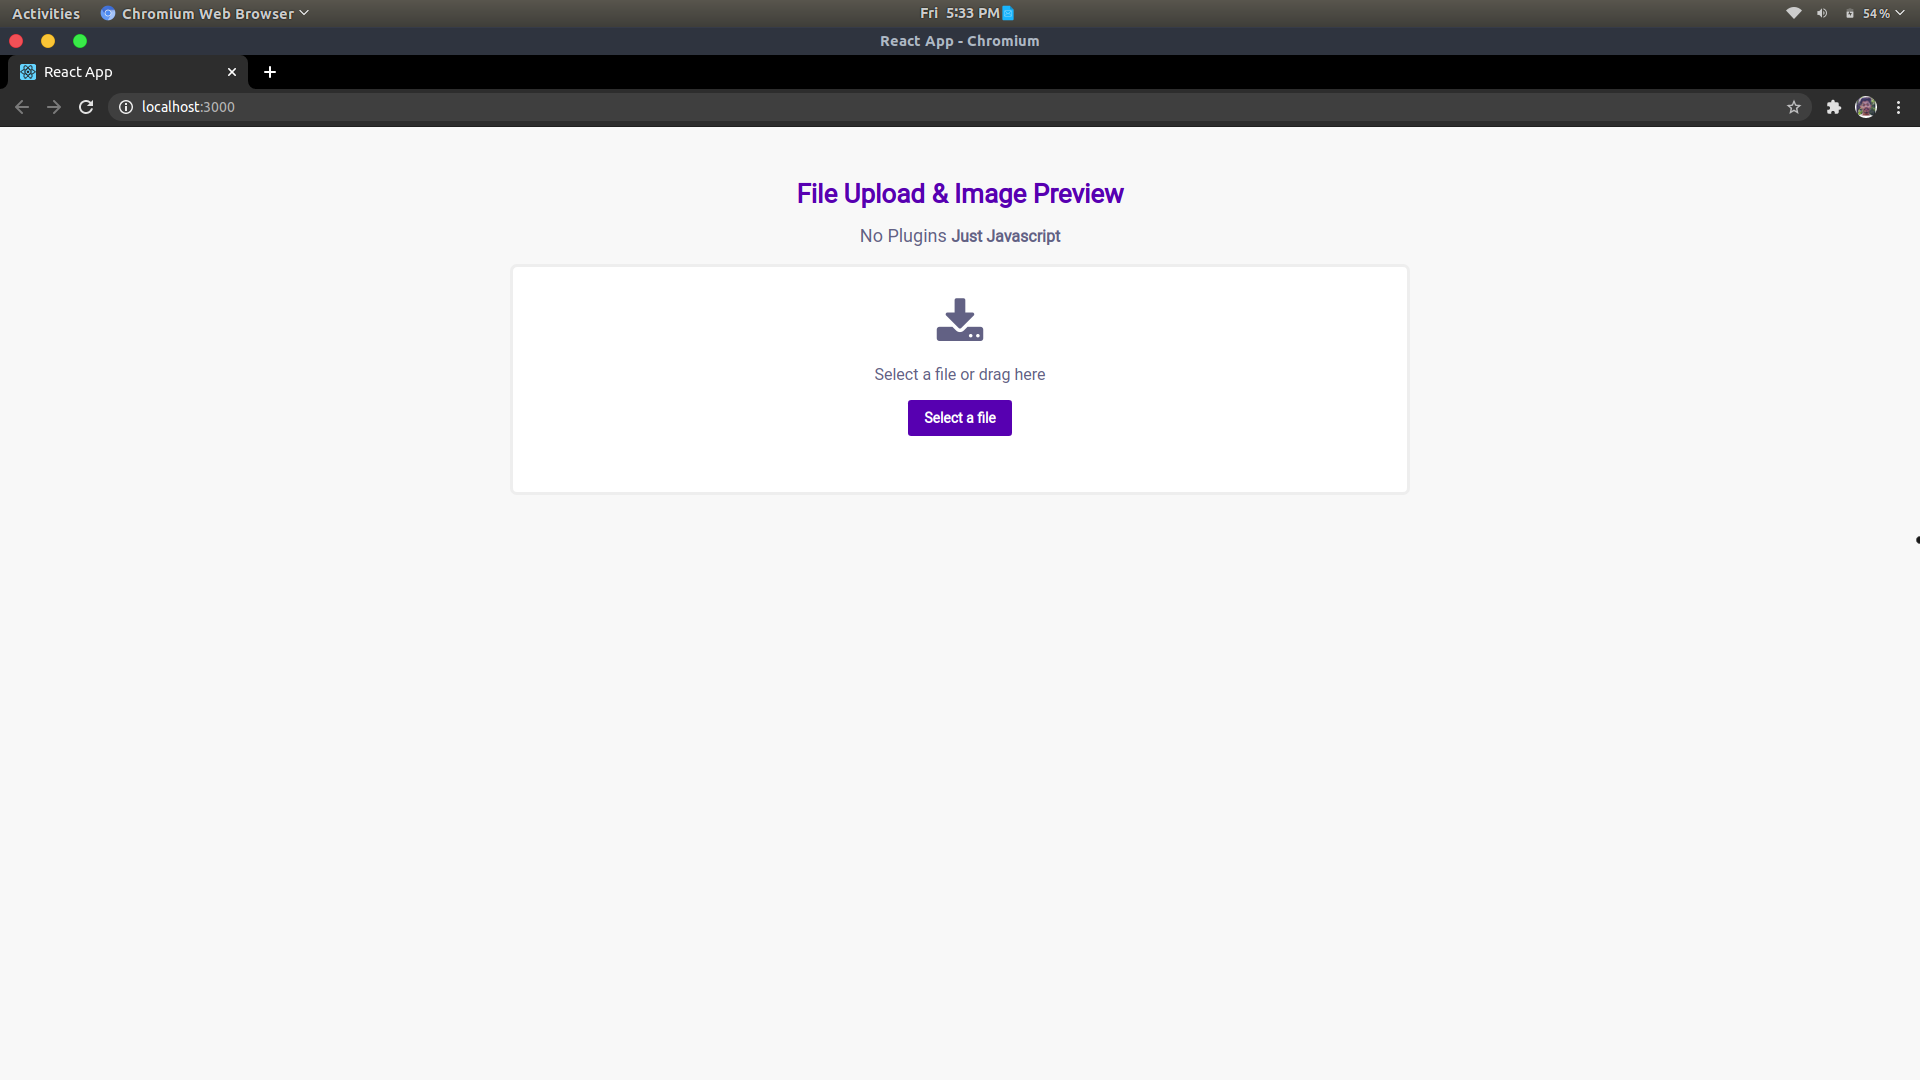 Activities Chromium Web Browser Fri 5:33 PM 54 %
React App - Chromium
React App
localhost:3000
File Upload & Image Preview
No Plugins Just Javascript
Select a file or drag here
Select a file